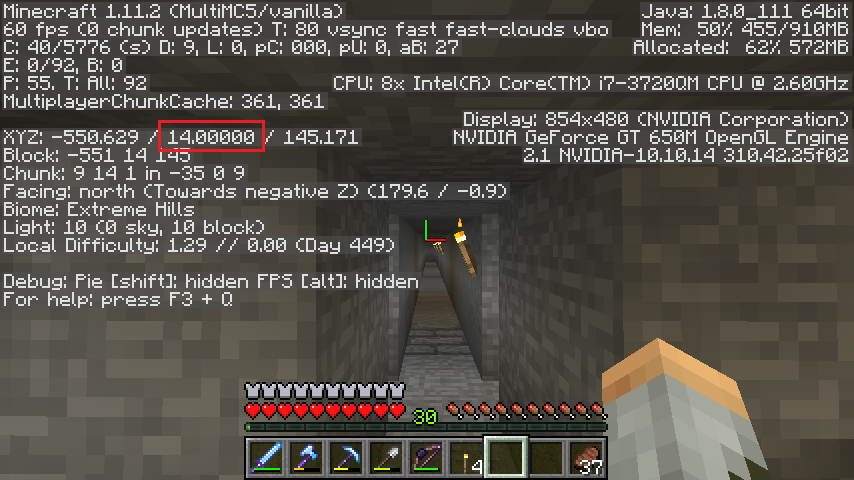 Minecraft 1.11.2 (MultiMC5/vanilla)
60 fps (0 chunk updates) T: 80 vsync fast fast-clouds vbo
C: 40/5776 (s) D: 9, L: 0, pC: 000, pU: 0, aB: 27
E: 0/92, B: 0
P: 55. T: All: 92
MultiplayerChunkCache: 361, 361
XYZ: -550.629 / 14.00000 / 145.171
Block: -551 14 145
Chunk: 9 14 1 in -35 0 9
Facing: north (Towards negative Z) (179.6 / -0.9)
Biome: Extreme Hills
Light: 10 (0 sky, 10 block)
Local Difficulty: 1.29 // 0.00 (Day 449)
Debug: Pie [shift]: hidden FPS [alt]: hidden
For help: press F3 + Q
Java: 1.8.0_111 64bit
Mem: 50% 455/910MB
Allocated: 62% 572MB
CPU: 8x Intel(R) Core(TM) i7-3720QM CPU @ 2.60GHz
Display: 854x480 (NVIDIA Corporation)
NVIDIA GeForce GT 650M OpenGL Engine
2.1 NVIDIA-10.10.14 310.42.25f02
30
4
37